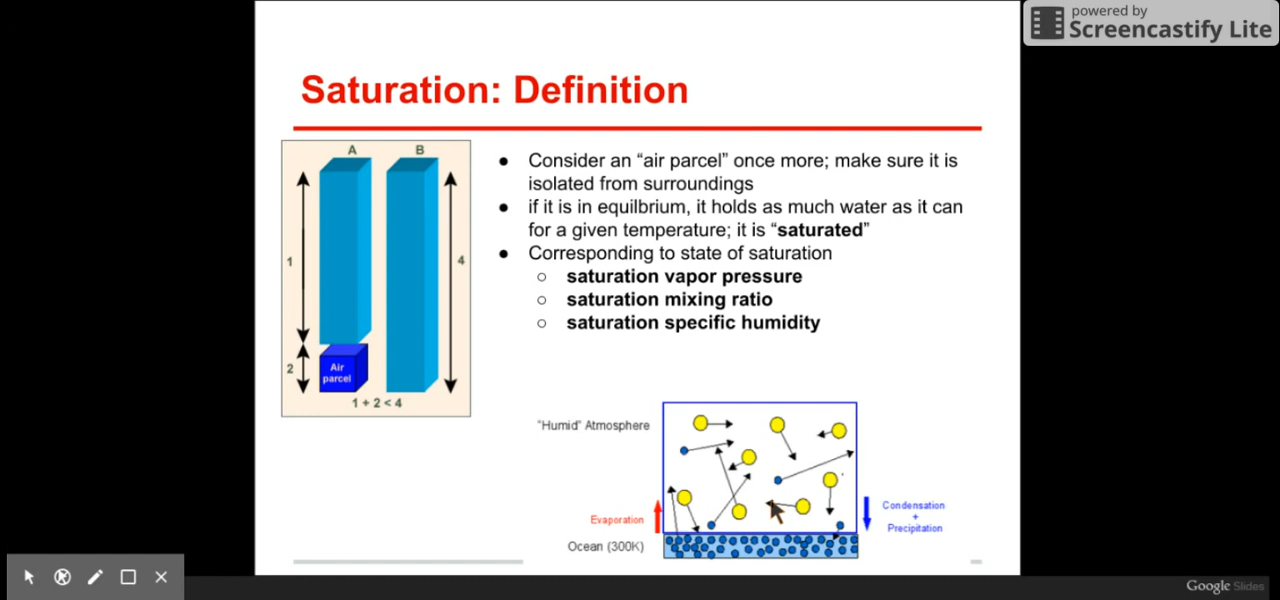 powered by
Screencastify Lite
Saturation: Definition
A
B
1
4
2
Air
parcel
1 + 2 < 4
● Consider an “air parcel” once more; make sure it is
isolated from surroundings
● if it is in equilbrium, it holds as much water as it can
for a given temperature; it is “saturated”
● Corresponding to state of saturation
○ saturation vapor pressure
○ saturation mixing ratio
○ saturation specific humidity
"Humid" Atmosphere
Evaporation
Ocean (300K)
Condensation
+
Precipitation
Google Slides